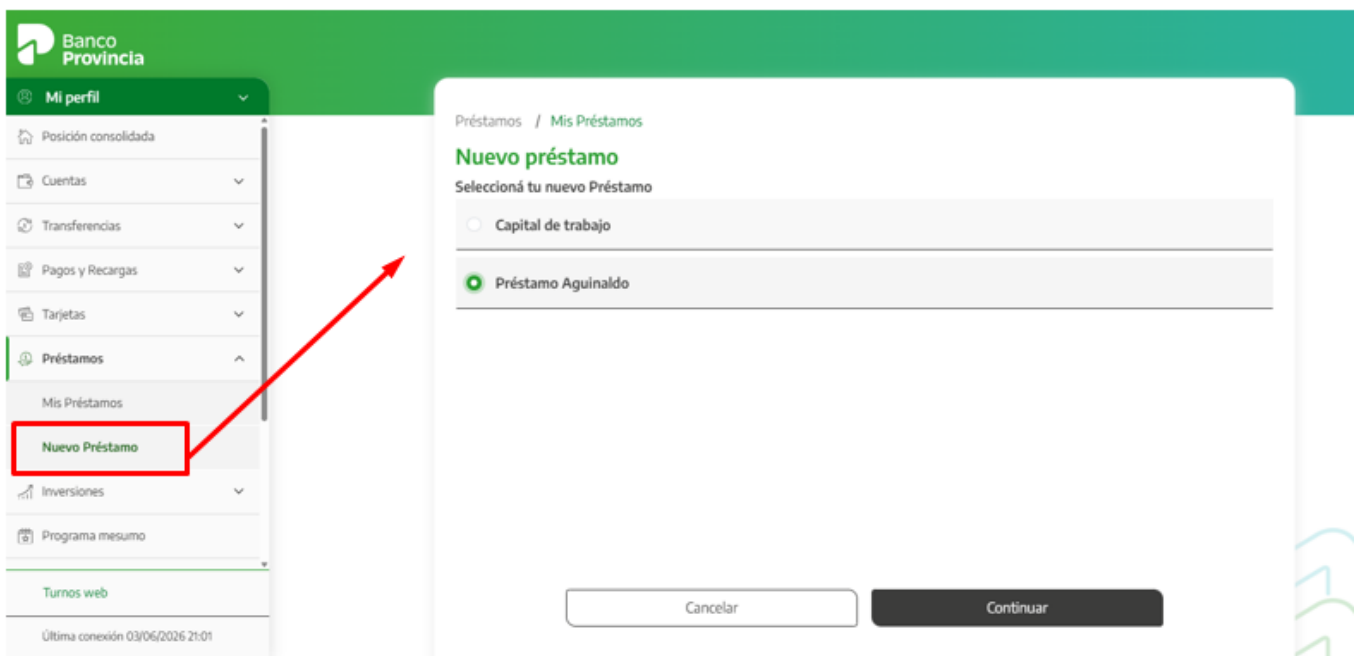 Banco
Provincia
Mi perfil
Posición consolidada
Cuentas
Transferencias
Pagos y Recargas
Tarjetas
Préstamos
Mis Préstamos
Nuevo Préstamo
Inversiones
Programa mesumo
Turnos web
Última conexión 03/06/2026 21:01
Préstamos / Mis Préstamos
Nuevo préstamo
Seleccioná tu nuevo Préstamo
Capital de trabajo
Préstamo Aguinaldo
Cancelar
Continuar